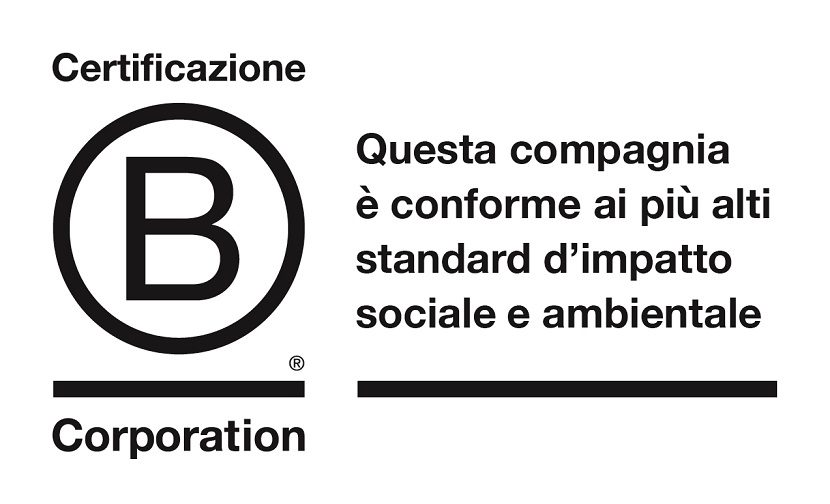 Certificazione
B
®
Corporation
Questa compagnia
è conforme ai più alti
standard d’impatto
sociale e ambientale